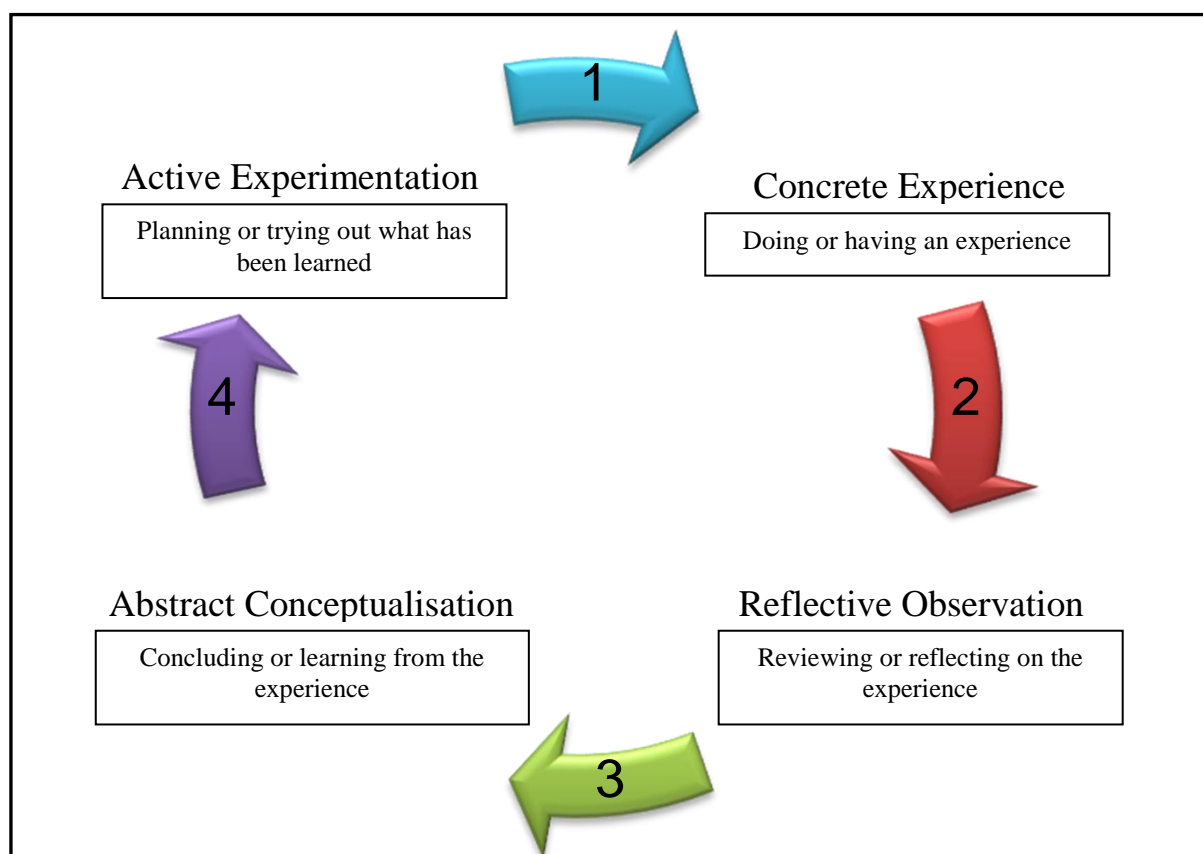 1
Active Experimentation
Planning or trying out what has
been learned
Concrete Experience
Doing or having an experience
2
4
Abstract Conceptualisation
Concluding or learning from the
experience
Reflective Observation
Reviewing or reflecting on the
experience
3